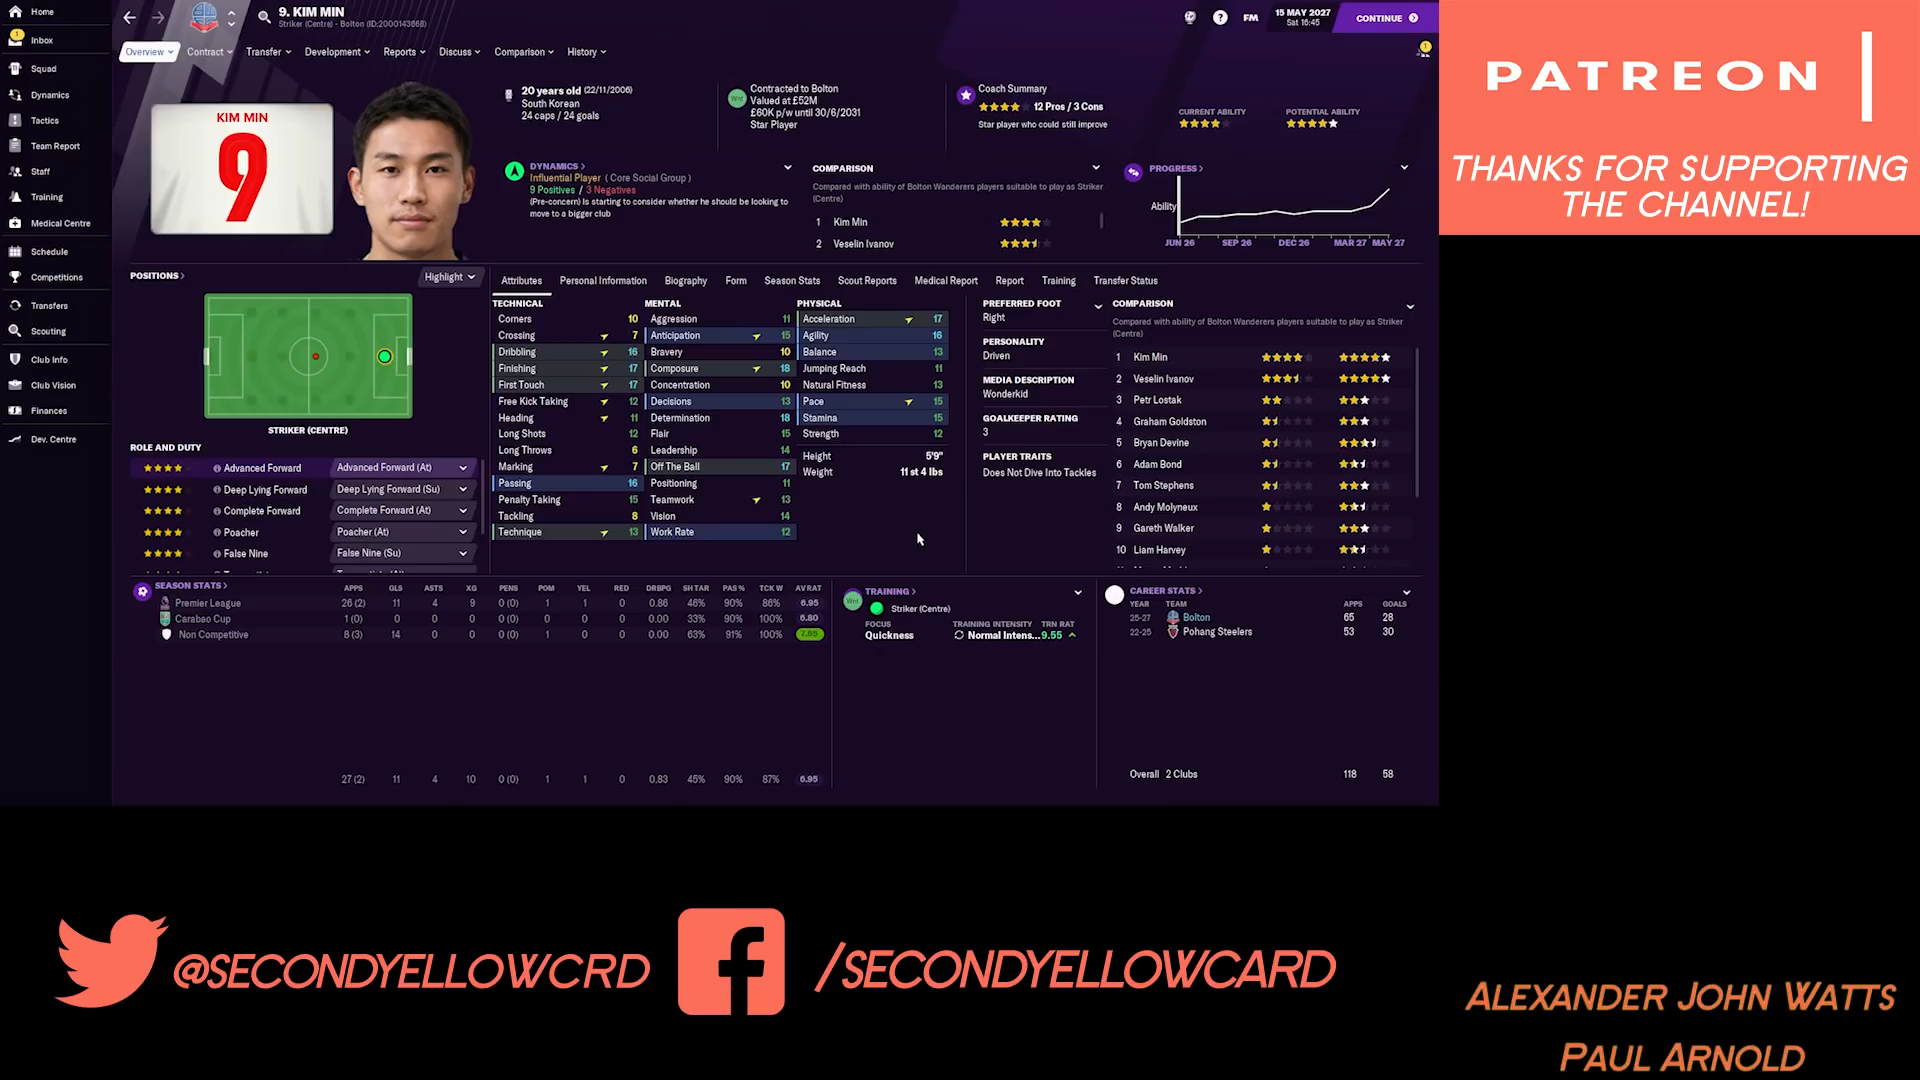 Home
Inbox
Squad
Dynamics
Tactics
Team Report
Staff
Training
Medical Centre
Schedule
Competitions
Transfers
Scouting
Club Info
Club Vision
Finances
Dev. Centre
9. KIM MIN
Striker (Centre) - Bolton (ID:2000143668)
FM
15 MAY 2027
Sat 16:45
CONTINUE
Overview
Contract
Transfer
Development
Reports
Discuss
Comparison
History
KIM MIN
9
20 years old (22/11/2006)
South Korean
24 caps / 24 goals
Wnt
Contracted to Bolton
Valued at £52M
£60K p/w until 30/6/2031
Star Player
Coach Summary
12 Pros / 3 Cons
Star player who could still improve
CURRENT ABILITY
POTENTIAL ABILITY
DYNAMICS >
Influential Player ( Core Social Group )
9 Positives / 3 Negatives
(Pre-concern) Is starting to consider whether he should be looking to
move to a bigger club
COMPARISON
Compared with ability of Bolton Wanderers players suitable to play as Striker
(Centre)
1 Kim Min
2 Veselin Ivanov
PROGRESS >
Ability
JUN 26 SEP 26 DEC 26 MAR 27 MAY 27
POSITIONS >
Highlight
STRIKER (CENTRE)
ROLE AND DUTY
Advanced Forward Advanced Forward (At)
Deep Lying Forward Deep Lying Forward (Su)
Complete Forward Complete Forward (At)
Poacher Poacher (At)
False Nine False Nine (Su)
Attributes Personal Information Biography Form Season Stats Scout Reports Medical Report Report Training Transfer Status
TECHNICAL
Corners 10
Crossing 7
Dribbling 16
Finishing 17
First Touch 17
Free Kick Taking 12
Heading 11
Long Shots 12
Long Throws 6
Marking 7
Passing 16
Penalty Taking 15
Tackling 8
Technique 13
MENTAL
Aggression 11
Anticipation 15
Bravery 10
Composure 18
Concentration 10
Decisions 13
Determination 18
Flair 15
Leadership 14
Off The Ball 17
Positioning 11
Teamwork 13
Vision 14
Work Rate 12
PHYSICAL
Acceleration 17
Agility 16
Balance 13
Jumping Reach 11
Natural Fitness 13
Pace 15
Stamina 15
Strength 12
Height 5'9"
Weight 11 st 4 lbs
PREFERRED FOOT
Right
PERSONALITY
Driven
MEDIA DESCRIPTION
Wonderkid
GOALKEEPER RATING
3
PLAYER TRAITS
Does Not Dive Into Tackles
COMPARISON
Compared with ability of Bolton Wanderers players suitable to play as Striker
(Centre)
1 Kim Min
2 Veselin Ivanov
3 Petr Lostak
4 Graham Goldston
5 Bryan Devine
6 Adam Bond
7 Tom Stephens
8 Andy Molyneux
9 Gareth Walker
10 Liam Harvey
SEASON STATS >
APPS GLS ASTS XG PENS POM YEL RED DRBPG SH TAR PAS % TCK W AV RAT
Premier League 26 (2) 11 4 9 0 (0) 1 1 0 0.86 46% 90% 86% 6.95
Carabao Cup 1 (0) 0 0 0 0 (0) 0 0 0 0.00 33% 90% 100% 6.80
Non Competitive 8 (3) 14 0 0 0 (0) 1 0 0 0.00 63% 91% 100%
27 (2) 11 4 10 0 (0) 1 1 0 0.83 45% 90% 87% 6.95
TRAINING >
Wnt
Striker (Centre)
FOCUS TRAINING INTENSITY TRN RAT
Quickness Normal Intens... 9.55
CAREER STATS >
YEAR TEAM APPS GOALS
25-27 Bolton 65 28
22-25 Pohang Steelers 53 30
Overall 2 Clubs 118 58
PATREON
THANKS FOR SUPPORTING
THE CHANNEL!
@SECONDYELLOWCRD
/SECONDYELLOWCARD
ALEXANDER JOHN WATTS
PAUL ARNOLD